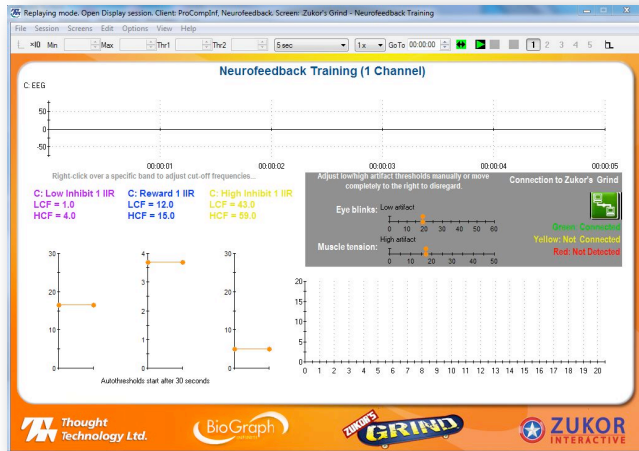 Replaying mode. Open Display session. Client: ProCompInf, Neurofeedback. Screen: Zukor's Grind - Neurofeedback Training
File Session Screens Edit Options View Help
×10 Min Max Thr1 Thr2 5 sec 1 x GoTo 00:00:00 1 2 3 4 5
Neurofeedback Training (1 Channel)
C: EEG
50
0
-50
00:00:01 00:00:02 00:00:03 00:00:04 00:00:05
Right-click over a specific band to adjust cut-off frequencies...
C: Low Inhibit 1 IIR
LCF = 1.0
HCF = 4.0
C: Reward 1 IIR
LCF = 12.0
HCF = 15.0
C: High Inhibit 1 IIR
LCF = 43.0
HCF = 59.0
Adjust low/high artifact thresholds manually or move
completely to the right to disregard.
Eye blinks:
Low artifact
0 10 20 30 40 50 60
Muscle tension:
High artifact
0 10 20 30 40 50
Connection to Zukor's Grind
Green: Connected
Yellow: Not Connected
Red: Not Detected
30
20
10
0
4
3
2
1
0
30
20
10
0
Autothresholds start after 30 seconds
20
15
10
5
0
0 1 2 3 4 5 6 7 8 9 10 11 12 13 14 15 16 17 18 19 20
Thought
Technology Ltd.
BioGraph
ZUKOR'S
GRIND
ZUKOR
INTERACTIVE